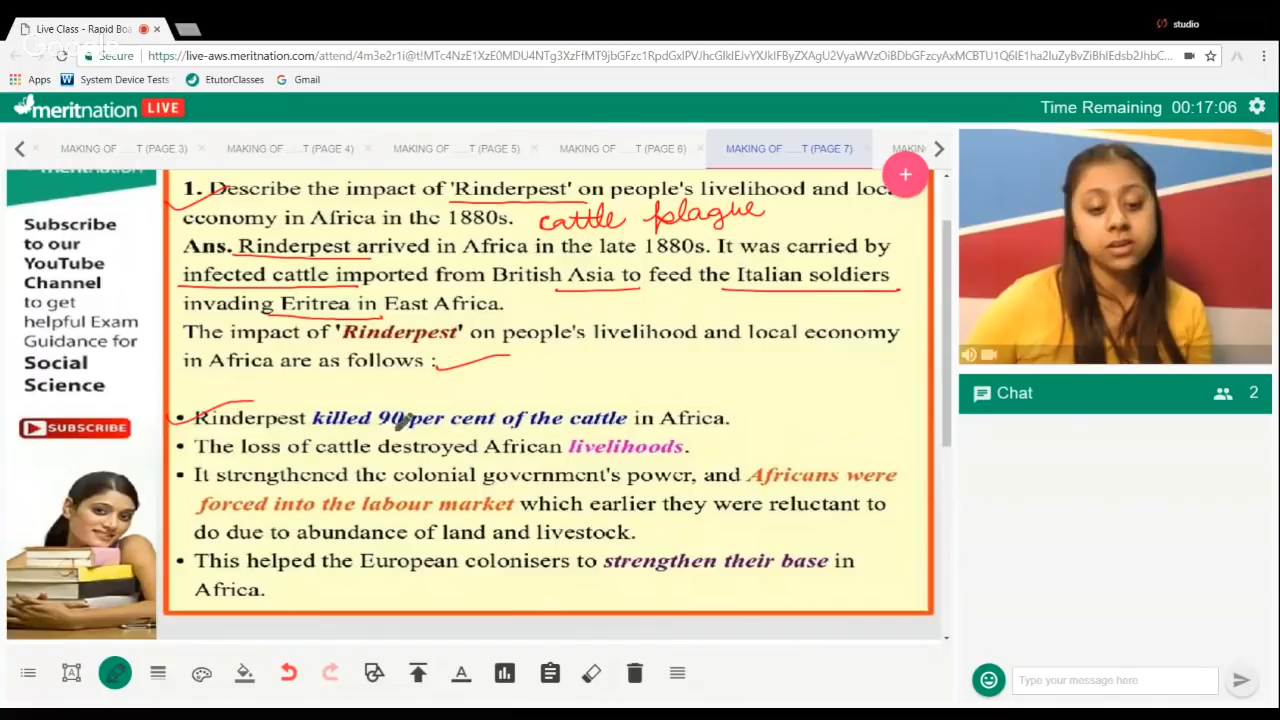 studio
Live Class - Rapid Boa
Secure
Apps
System Device Tests
EtutorClasses
Gmail
meritnation LIVE
Time Remaining 00:17:06
MAKING OF ....T (PAGE 3)
MAKING OF ....T (PAGE 4)
MAKING OF ....T (PAGE 5)
MAKING OF ....T (PAGE 6)
MAKING OF ....T (PAGE 7)
MAKIN
meritnation
Subscribe
to our
YouTube
Channel
to get
helpful Exam
Guidance for
Social
Science
SUBSCRIBE
1. Describe the impact of 'Rinderpest' on people's livelihood and loc
economy in Africa in the 1880s. cattle plague
Ans. Rinderpest arrived in Africa in the late 1880s. It was carried by
infected cattle imported from British Asia to feed the Italian soldiers
invading Eritrea in East Africa.
The impact of 'Rinderpest' on people's livelihood and local economy
in Africa are as follows :
• Rinderpest killed 90 per cent of the cattle in Africa.
• The loss of cattle destroyed African livelihoods.
• It strengthened the colonial government's power, and Africans were
forced into the labour market which earlier they were reluctant to
do due to abundance of land and livestock.
• This helped the European colonisers to strengthen their base in
Africa.
Chat
2
Type your message here